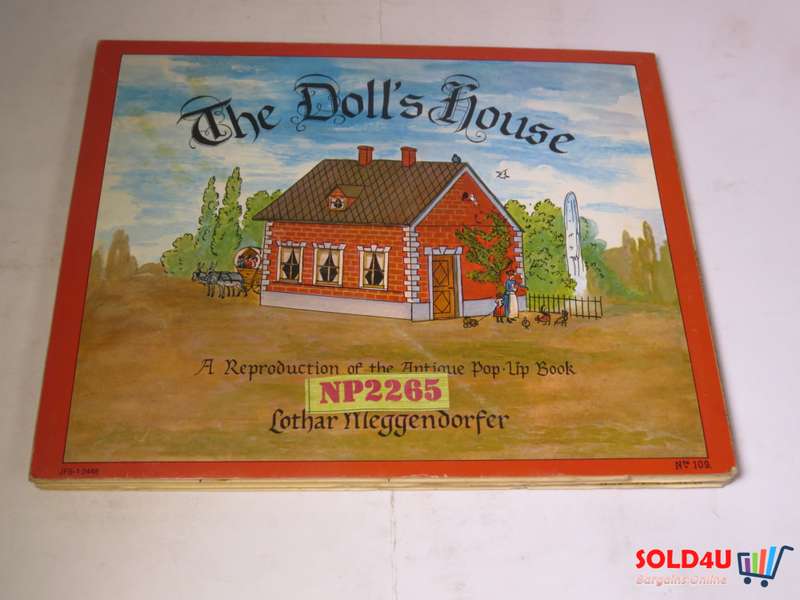 The Doll's House
A Reproduction of the Antique Pop-Up Book
NP2265
Lothar Meggendorfer
No 109
SOLD4U
Bargains Online